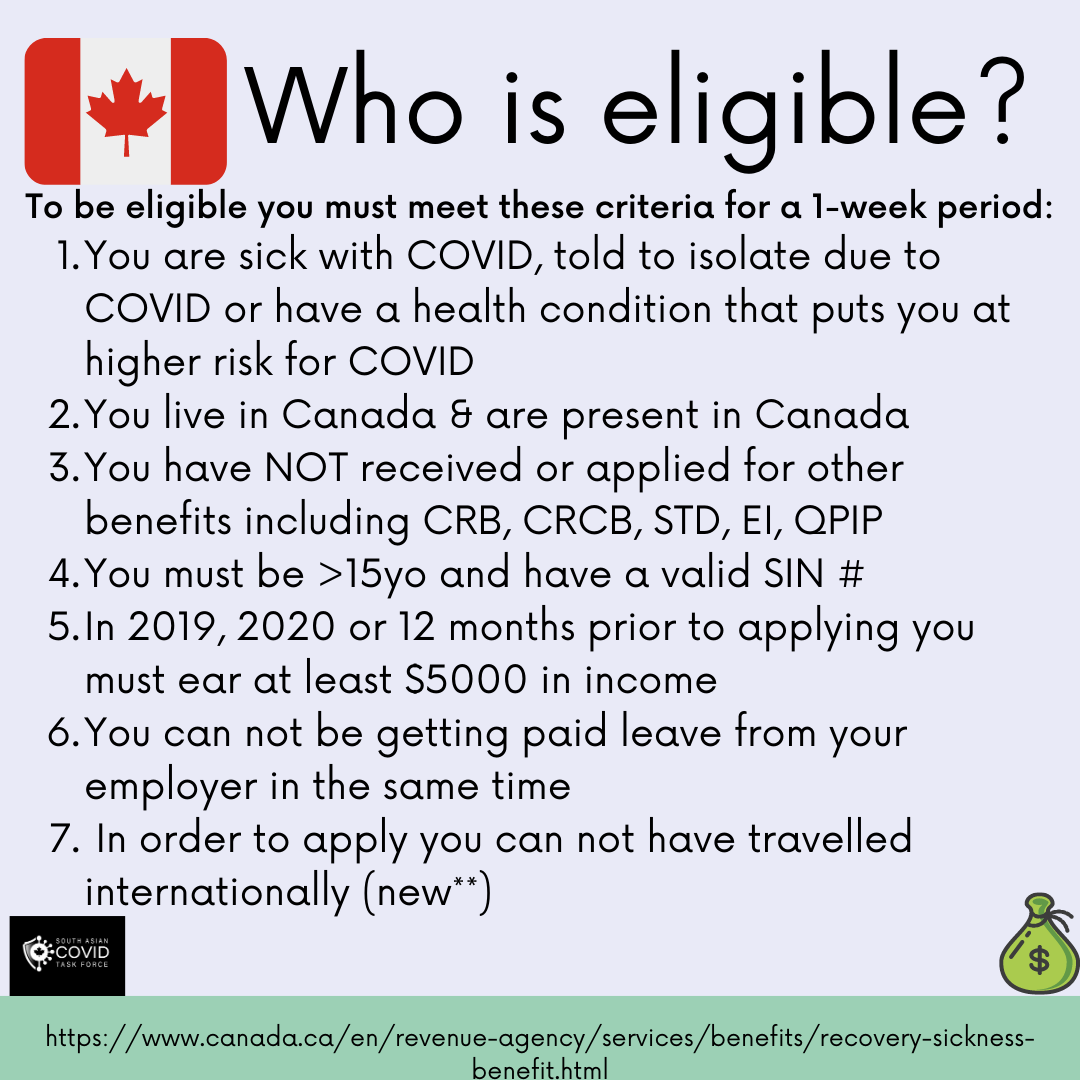 Who is eligible?
To be eligible you must meet these criteria for a 1-week period:
1. You are sick with COVID, told to isolate due to
COVID or have a health condition that puts you at
higher risk for COVID
2. You live in Canada & are present in Canada
3. You have NOT received or applied for other
benefits including CRB, CRCB, STD, EI, QPIP
4. You must be >15yo and have a valid SIN #
5. In 2019, 2020 or 12 months prior to applying you
must ear at least S5000 in income
6. You can not be getting paid leave from your
employer in the same time
7. In order to apply you can not have travelled
internationally (new**)
SOUTH ASIAN
COVID
TASK FORCE
$
https://www.canada.ca/en/revenue-agency/services/benefits/recovery-sickness-
benefit.html